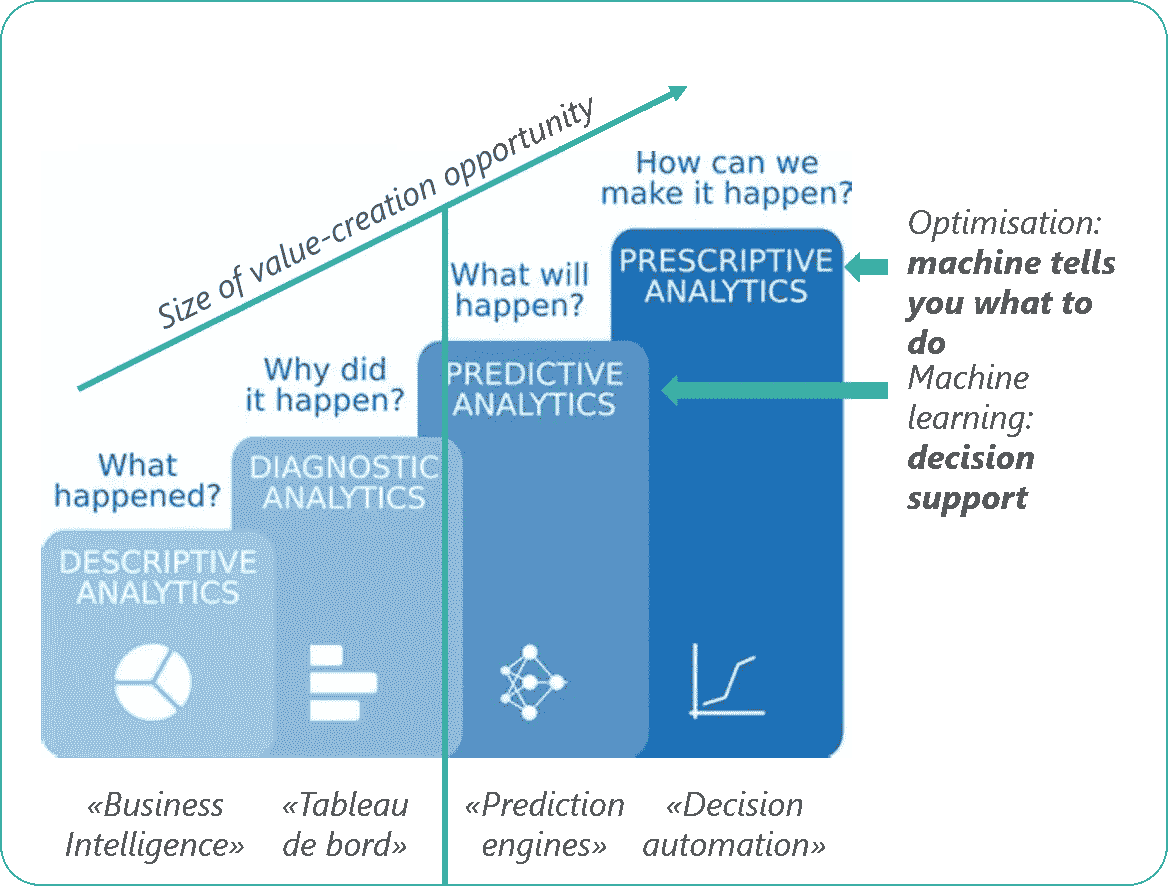 Size of value-creation opportunity
How can we
make it happen?
What will
happen?
Why did
it happen?
What
happened?
PRESCRIPTIVE
ANALYTICS
PREDICTIVE
ANALYTICS
DIAGNOSTIC
ANALYTICS
DESCRIPTIVE
ANALYTICS
Optimisation:
machine tells
you what to
do
Machine
learning:
decision
support
«Business
Intelligence»
«Tableau
de bord»
«Prediction
engines»
«Decision
automation»